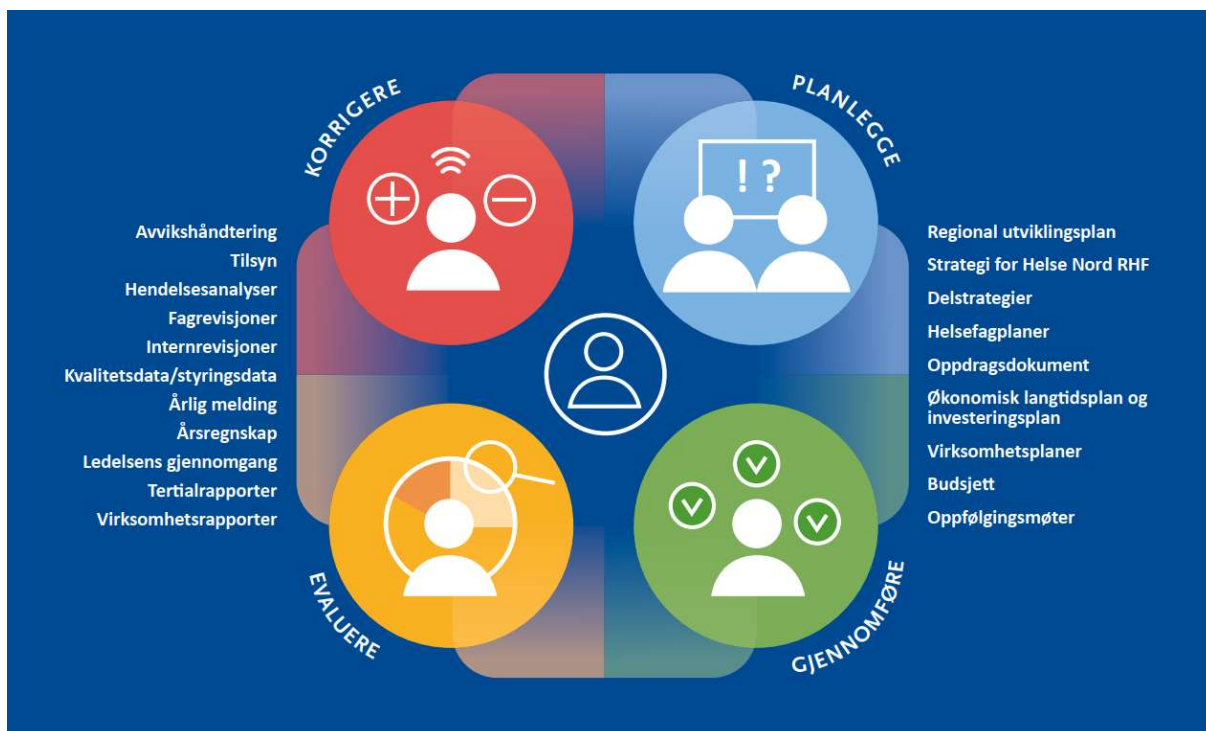 KORRIGERE
PLANLEGGE
! ?
Avvikshåndtering
Tilsyn
Hendelsesanalyser
Fagrevisjoner
Internrevisjoner
Kvalitetsdata/styringsdata
Årlig melding
Årsregnskap
Ledelsens gjennomgang
Tertialrapporter
Virksomhetsrapporter
Regional utviklingsplan
Strategi for Helse Nord RHF
Delstrategier
Helsefagplaner
Oppdragsdokument
Økonomisk langtidsplan og
investeringsplan
Virksomhetsplaner
Budsjett
Oppfølgingsmøter
EVALUERE
GJENNOMFØRE